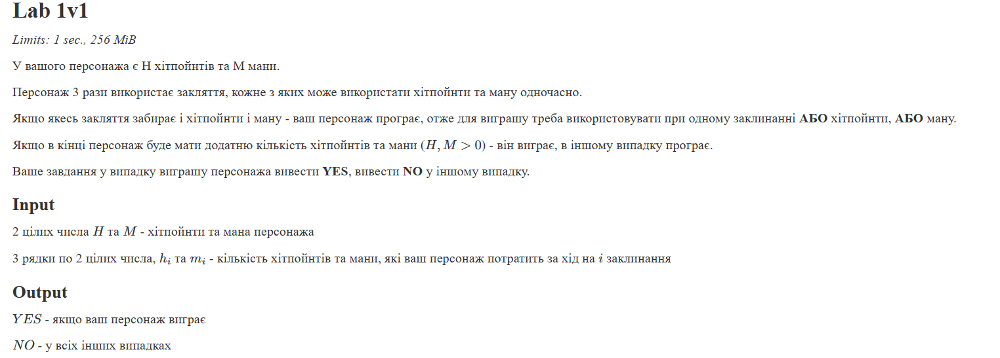 Lab 1v1
Limits: 1 sec., 256 MiB
У вашого персонажа є H хітпойнтів та M мани.
Персонаж 3 рази використає закляття, кожне з яких може використати хітпойнти та ману одночасно.
Якщо якесь закляття забирає і хітпойнти і ману - ваш персонаж програє, отже для виграшу треба використовувати при одному заклинанні АБО хітпойнти, АБО ману.
Якщо в кінці персонаж буде мати додатню кількість хітпойнтів та мани (H, M > 0) - він виграє, в іншому випадку програє.
Ваше завдання у випадку виграшу персонажа вивести YES, вивести NO у іншому випадку.
Input
2 цілих числа H та M - хітпойнти та мана персонажа
3 рядки по 2 цілих числа, hᵢ та mᵢ - кількість хітпойнтів та мани, які ваш персонаж потратить за хід на i заклинання
Output
YES - якщо ваш персонаж виграє
NO - у всіх інших випадках